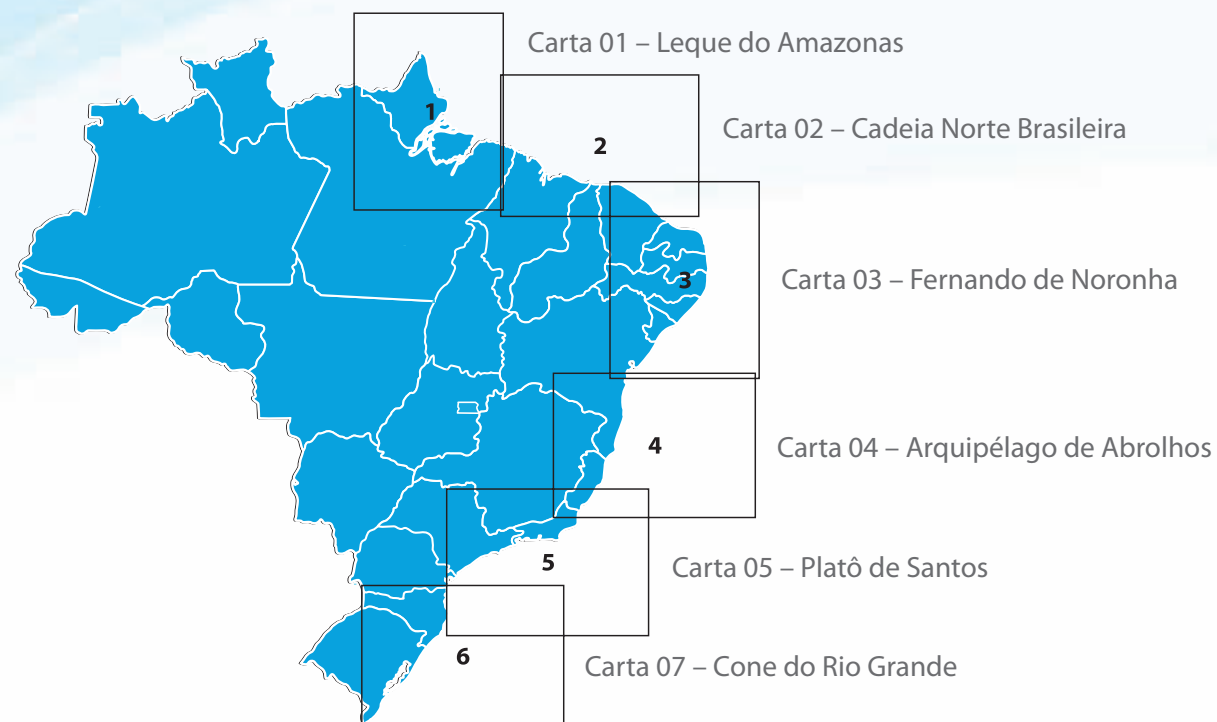 Carta 01 – Leque do Amazonas
1
2
Carta 02 – Cadeia Norte Brasileira
3
Carta 03 – Fernando de Noronha
4
Carta 04 – Arquipélago de Abrolhos
5
Carta 05 – Platô de Santos
6
Carta 07 – Cone do Rio Grande